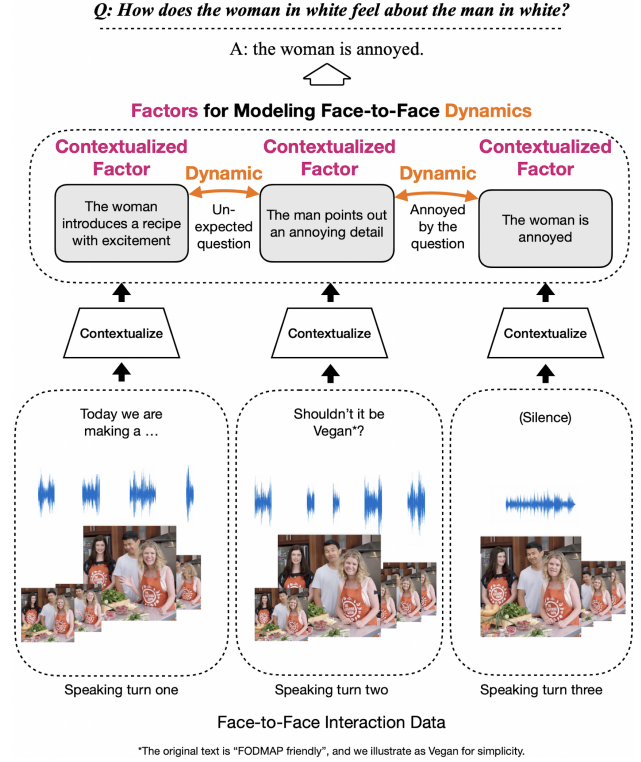 Q: How does the woman in white feel about the man in white?
A: the woman is annoyed.
Factors for Modeling Face-to-Face Dynamics
Contextualized
Factor
Dynamic
Contextualized
Factor
Dynamic
Contextualized
Factor
The woman
introduces a recipe
with excitement
Un-
expected
question
The man points out
an annoying detail
Annoyed
by the
question
The woman is
annoyed
Contextualize
Contextualize
Contextualize
Today we are
making a …
Shouldn't it be
Vegan*?
(Silence)
Speaking turn one
Speaking turn two
Speaking turn three
Face-to-Face Interaction Data
*The original text is “FODMAP friendly”, and we illustrate as Vegan for simplicity.